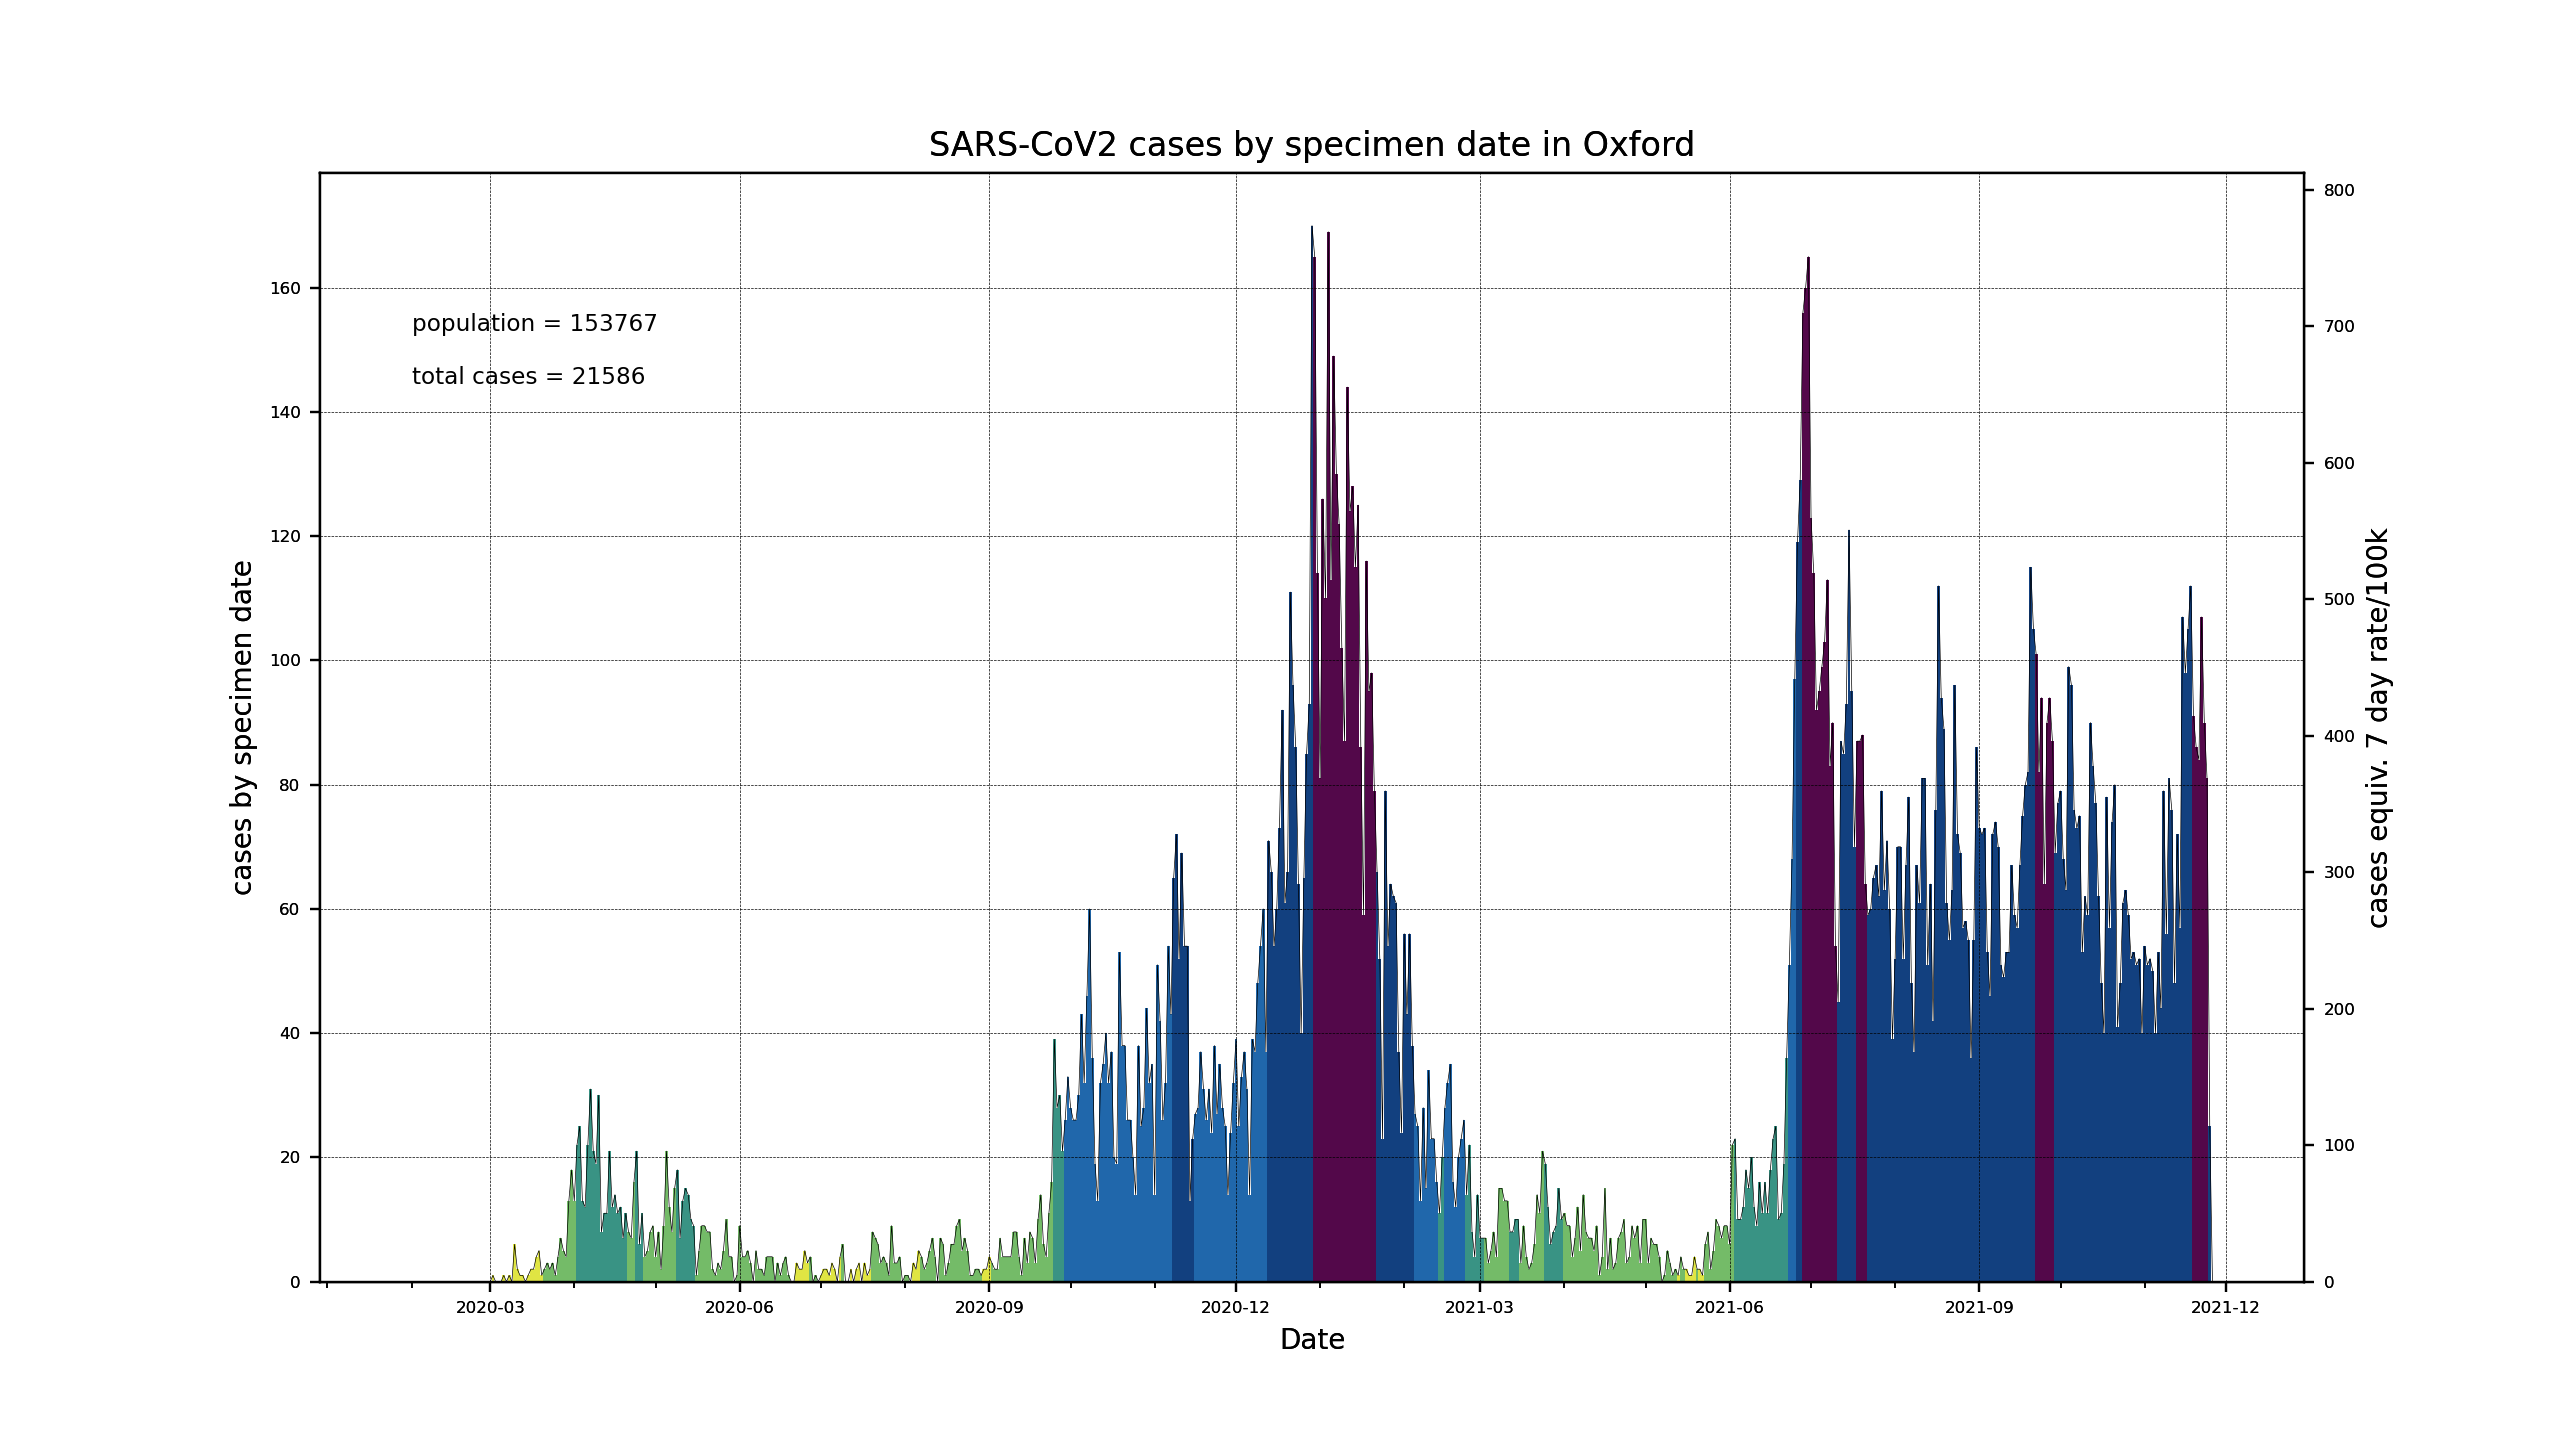 SARS-CoV2 cases by specimen date in Oxford
population = 153767
total cases = 21586
cases by specimen date
160
140
120
100
80
60
40
20
0
800
700
600
500
400
300
200
100
0
cases equiv. 7 day rate/100k
2020-03 2020-06 2020-09 2020-12 2021-03 2021-06 2021-09 2021-12
Date